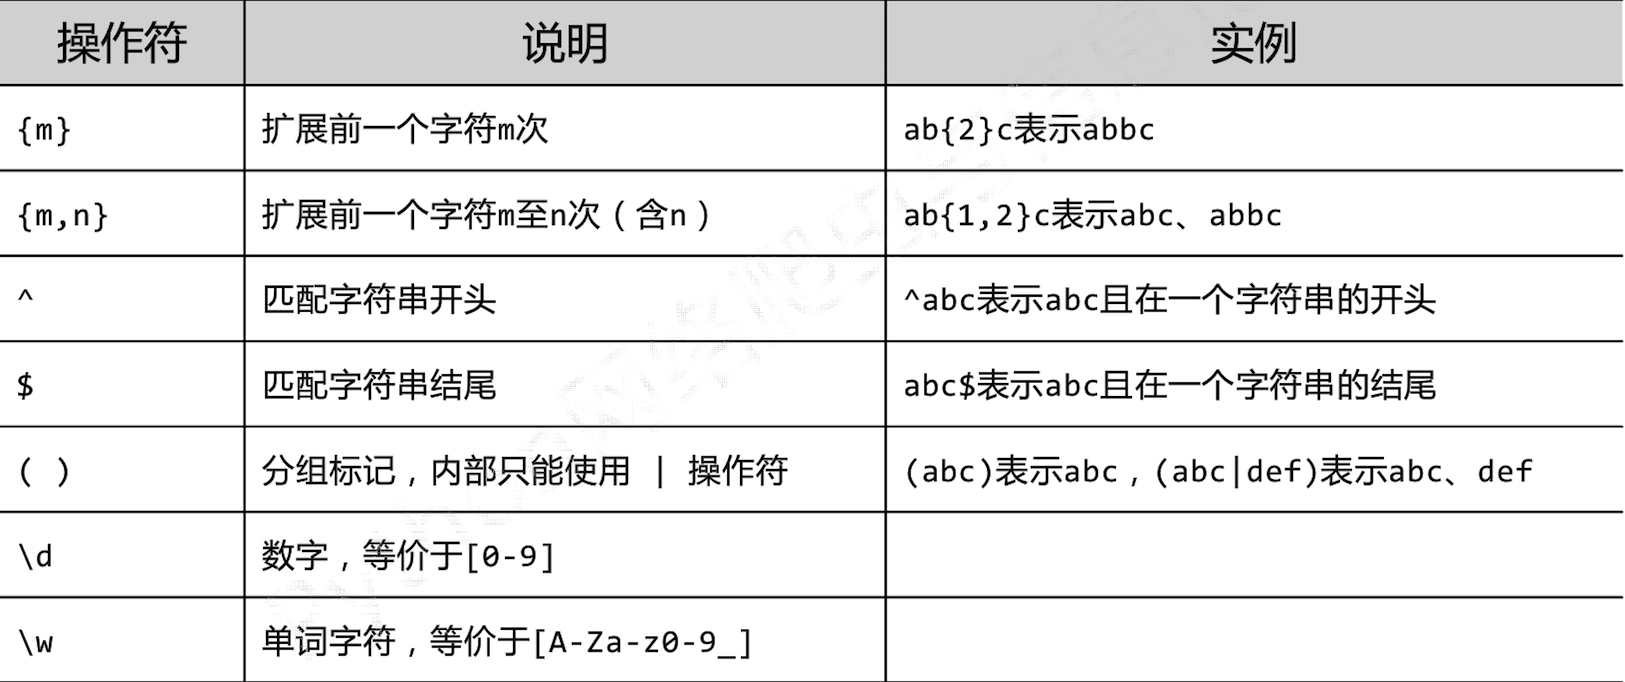 操作符 说明 实例
{m} 扩展前一个字符m次 ab{2}c表示abbc
{m,n} 扩展前一个字符m至n次（含n） ab{1,2}c表示abc、abbc
^ 匹配字符串开头 ^abc表示abc且在一个字符串的开头
$ 匹配字符串结尾 abc$表示abc且在一个字符串的结尾
( ) 分组标记，内部只能使用 | 操作符 (abc)表示abc，(abc|def)表示abc、def
\d 数字，等价于[0-9]
\w 单词字符，等价于[A-Za-z0-9_]